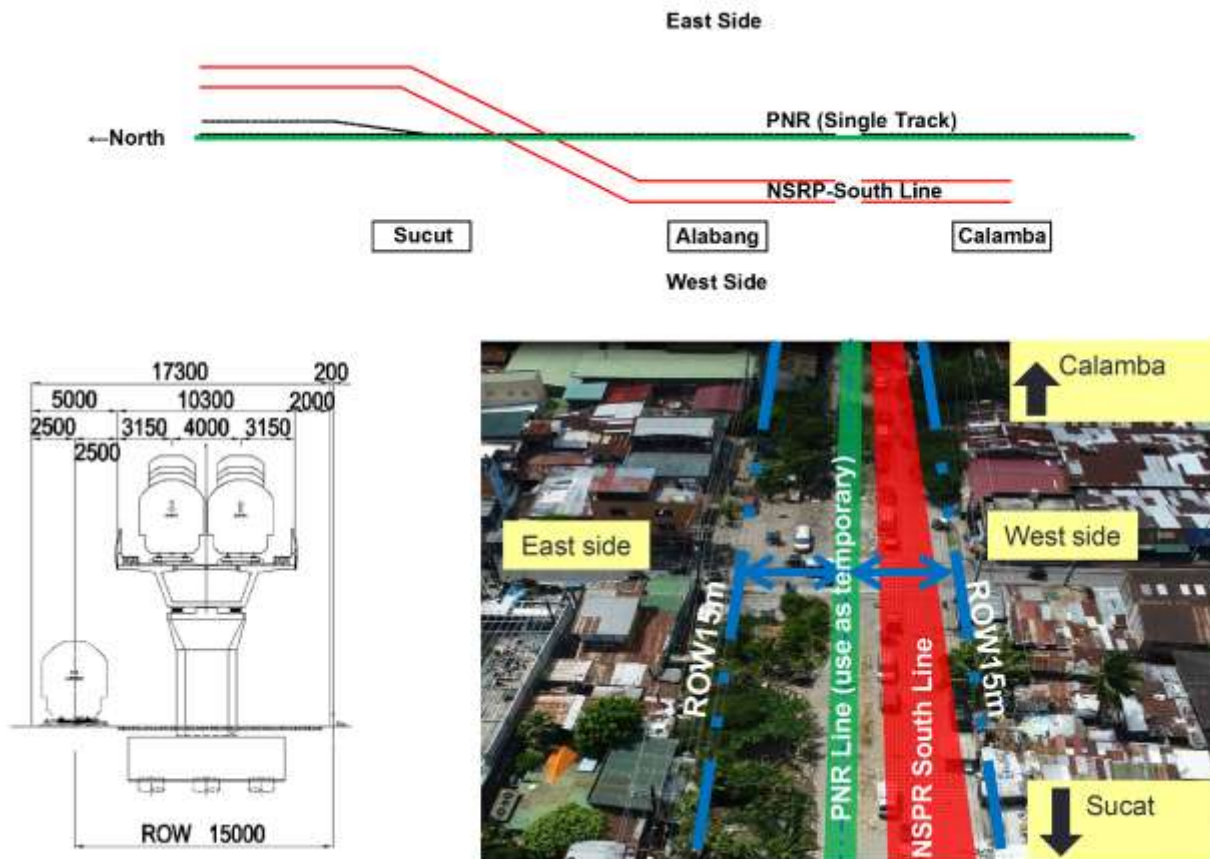 East Side
PNR (Single Track)
←North
NSRP-South Line
Sucut
Alabang
Calamba
West Side
17300
200
5000
10300
2000
2500
3150
4000
3150
2500
ROW 15000
Calamba
East side
West side
ROW15m
PNR Line (use as temporary)
NSPR South Line
ROW15m
Sucat